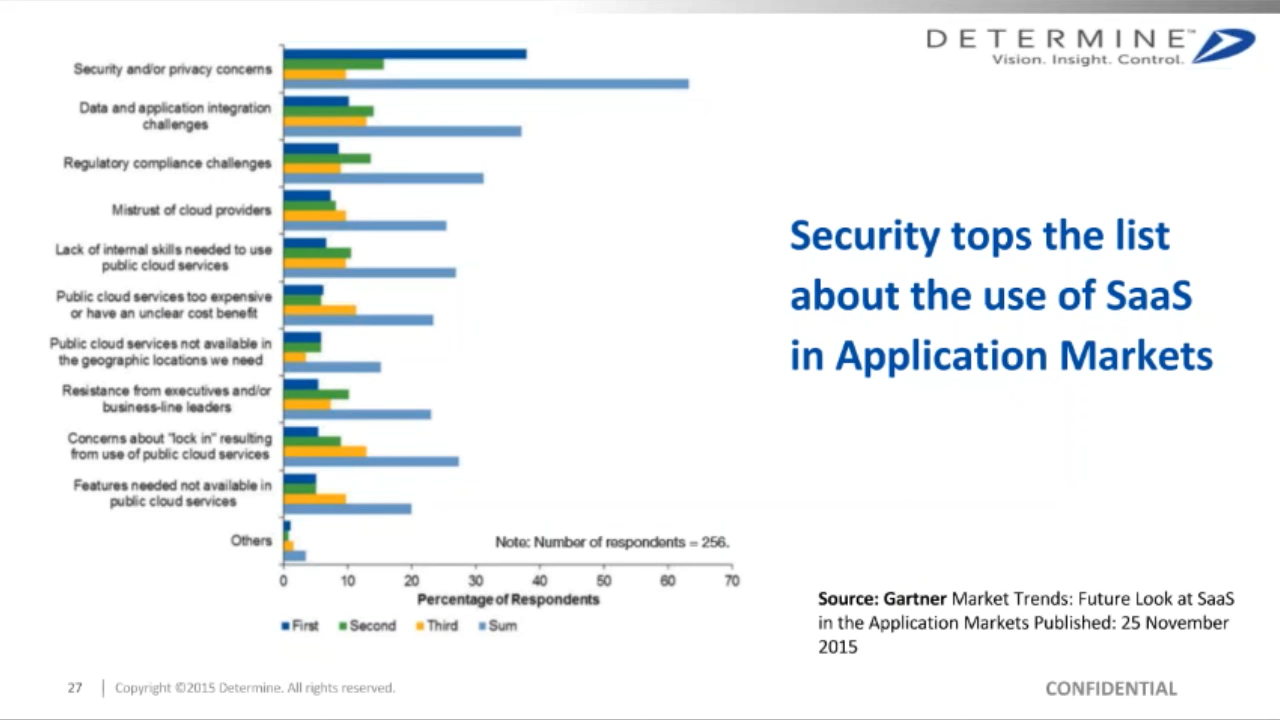 DETERMINE™
Vision. Insight. Control.
Security and/or privacy concerns
Data and application integration
challenges
Regulatory compliance challenges
Mistrust of cloud providers
Lack of internal skills needed to use
public cloud services
Public cloud services too expensive
or have an unclear cost benefit
Public cloud services not available in
the geographic locations we need
Resistance from executives and/or
business-line leaders
Concerns about "lock in" resulting
from use of public cloud services
Features needed not available in
public cloud services
Others
Note: Number of respondents = 256.
0 10 20 30 40 50 60 70
Percentage of Respondents
First Second Third Sum
Security tops the list
about the use of SaaS
in Application Markets
Source: Gartner Market Trends: Future Look at SaaS
in the Application Markets Published: 25 November
2015
27 | Copyright ©2015 Determine. All rights reserved.
CONFIDENTIAL